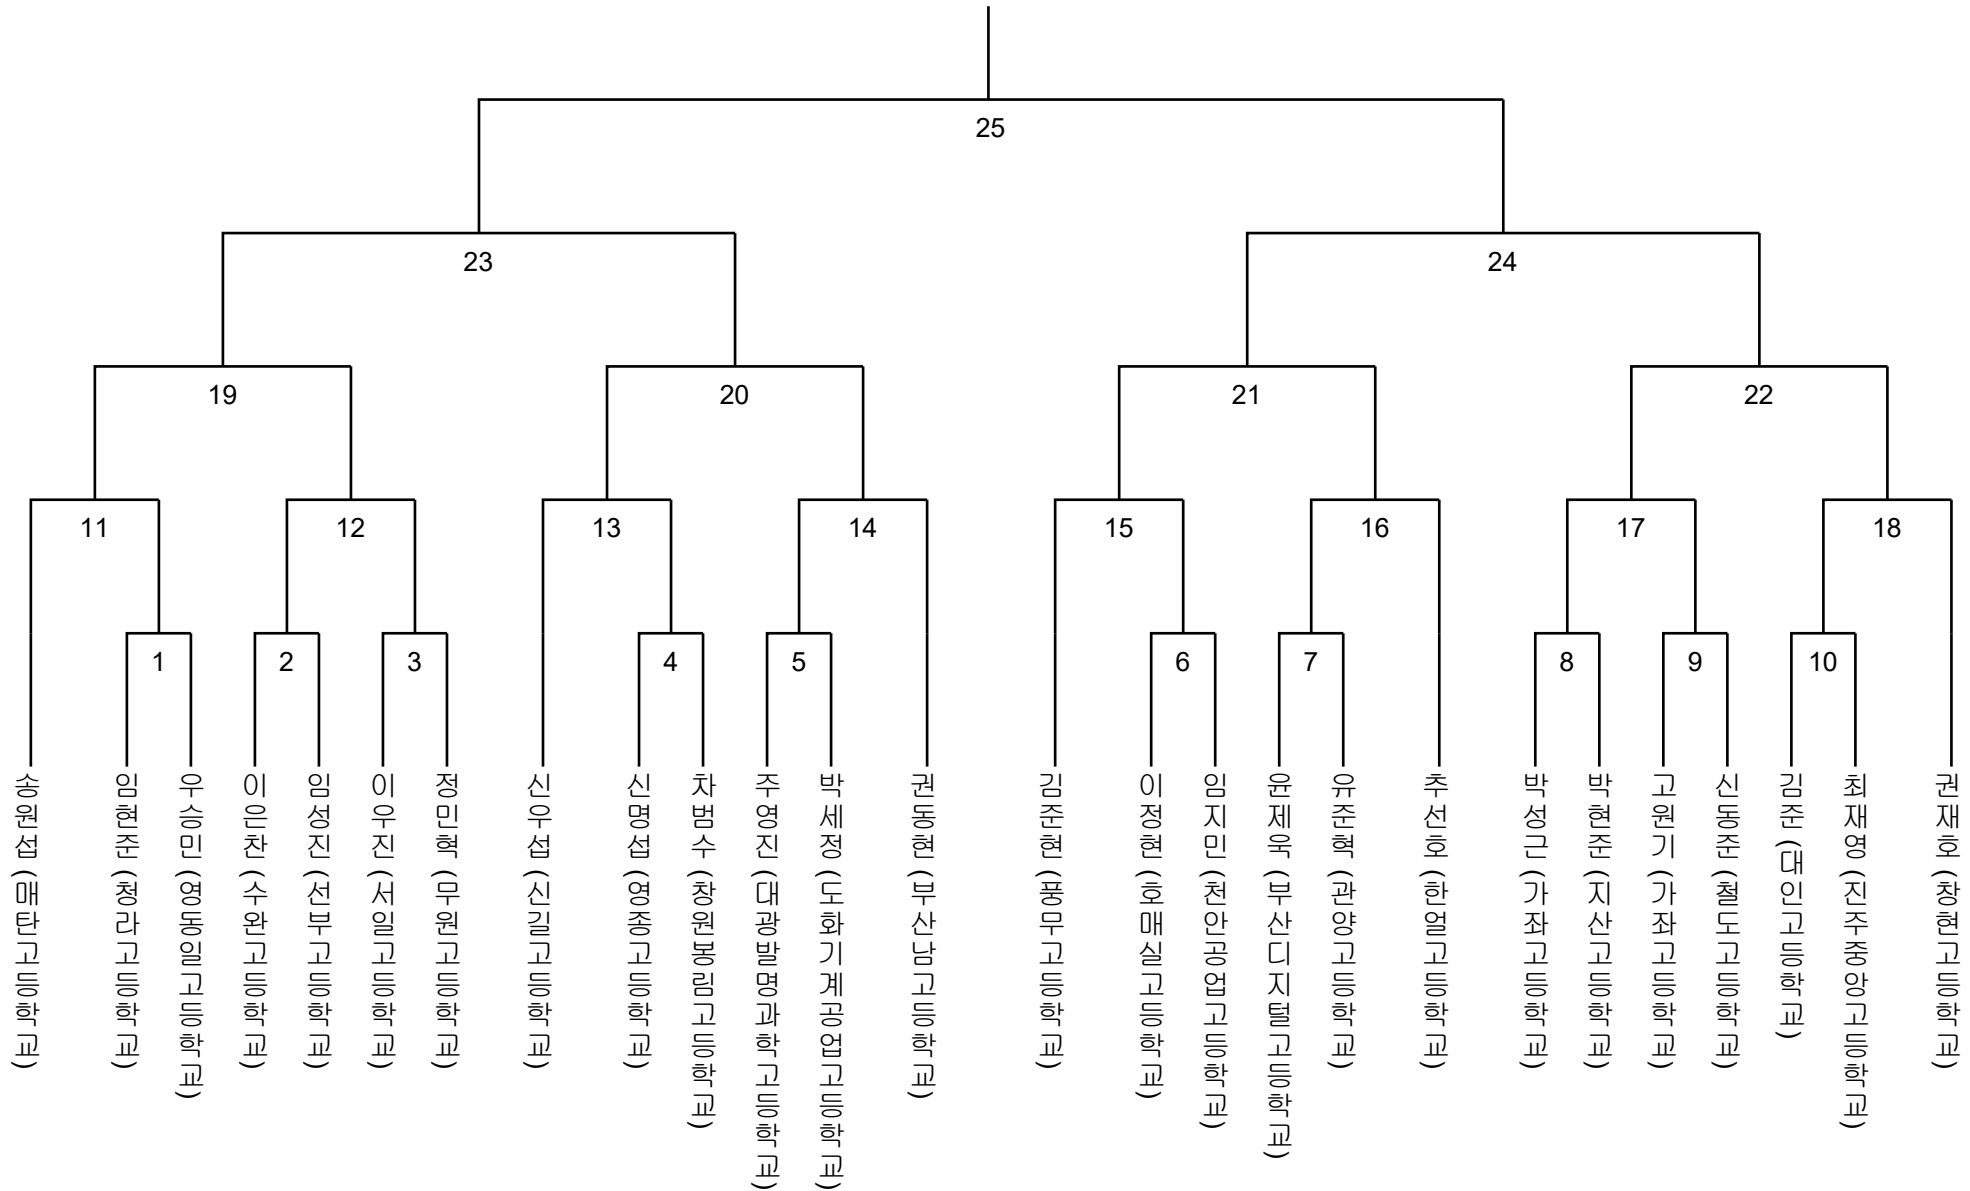 25
23
24
19
20
21
22
11
12
13
14
15
16
17
18
1
2
3
4
5
6
7
8
9
10
송원섭 (매탄고등학교)
임현준 (청라고등학교)
우승민 (영동일고등학교)
이은찬 (수완고등학교)
임성진 (선부고등학교)
이우진 (서일고등학교)
정민혁 (무원고등학교)
신우섭 (신길고등학교)
신명섭 (영종고등학교)
차범수 (창원봉림고등학교)
주영진 (대광발명과학고등학교)
박세정 (도화기계공업고등학교)
권동현 (부산남고등학교)
김준현 (풍무고등학교)
이정현 (호매실고등학교)
임지민 (천안공업고등학교)
윤제욱 (부산디지털고등학교)
유준혁 (관양고등학교)
추선호 (한얼고등학교)
박성근 (가좌고등학교)
박현준 (지산고등학교)
고원기 (가좌고등학교)
신동준 (철도고등학교)
김준 (대인고등학교)
최재영 (진주중앙고등학교)
권재호 (창현고등학교)